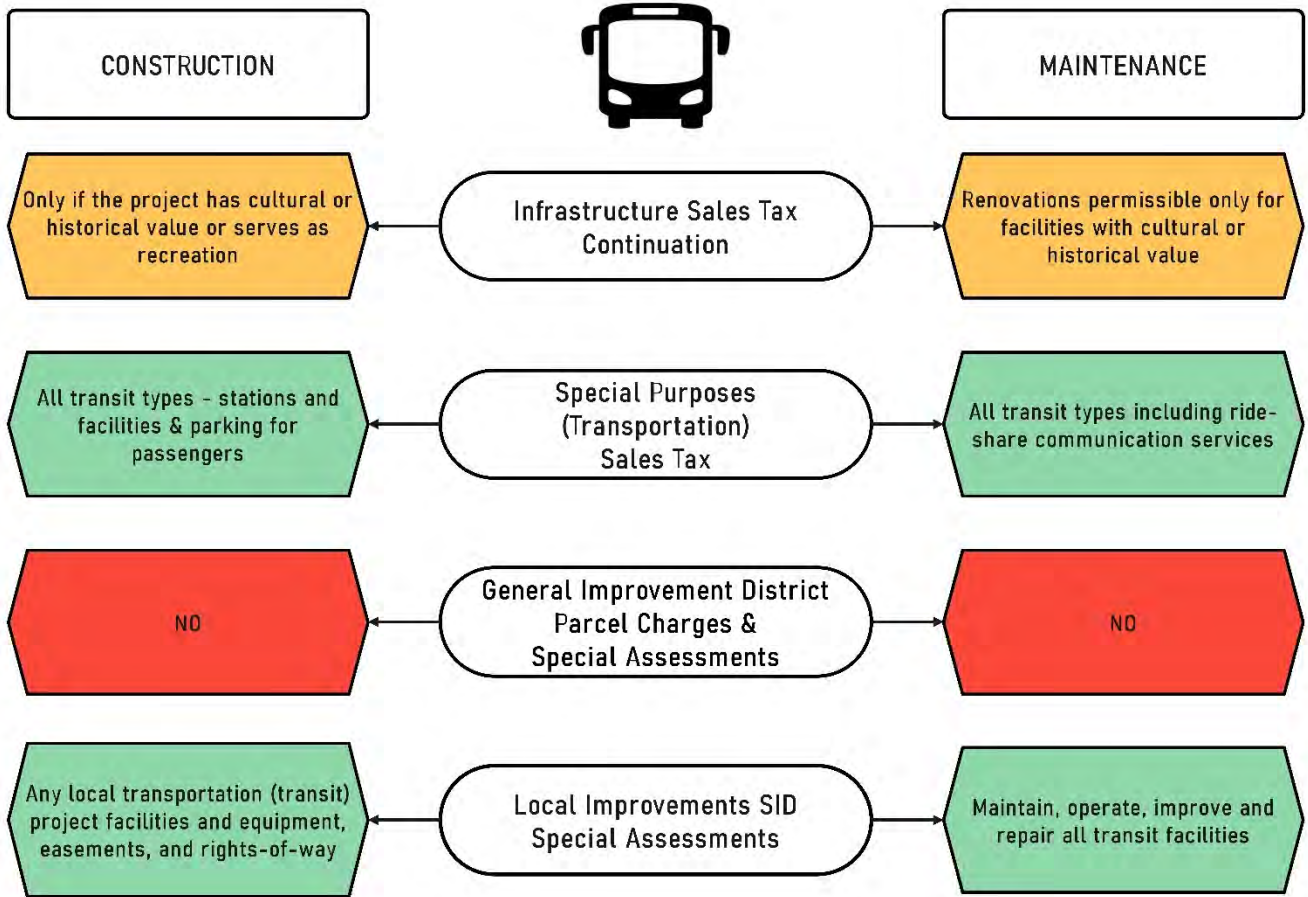 CONSTRUCTION
MAINTENANCE
Only if the project has cultural or
historical value or serves as
recreation
Infrastructure Sales Tax
Continuation
Renovations permissible only for
facilities with cultural or
historical value
All transit types - stations and
facilities & parking for
passengers
Special Purposes
(Transportation)
Sales Tax
All transit types including ride-
share communication services
NO
General Improvement District
Parcel Charges &
Special Assessments
NO
Any local transportation (transit)
project facilities and equipment,
easements, and rights-of-way
Local Improvements SID
Special Assessments
Maintain, operate, improve and
repair all transit facilities